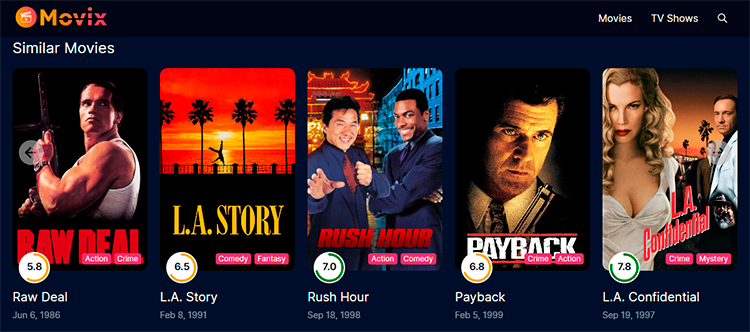 Movix
Movies
TV Shows
Similar Movies
RAW DEAL
5.8
Action
Crime
Raw Deal
Jun 6, 1986
L.A. STORY
6.5
Comedy
Fantasy
L.A. Story
Feb 8, 1991
RUSH HOUR
7.0
Action
Comedy
Rush Hour
Sep 18, 1998
PAYBACK
6.8
Crime
Action
Payback
Feb 5, 1999
L.A.
Confidential
7.8
Crime
Mystery
L.A. Confidential
Sep 19, 1997